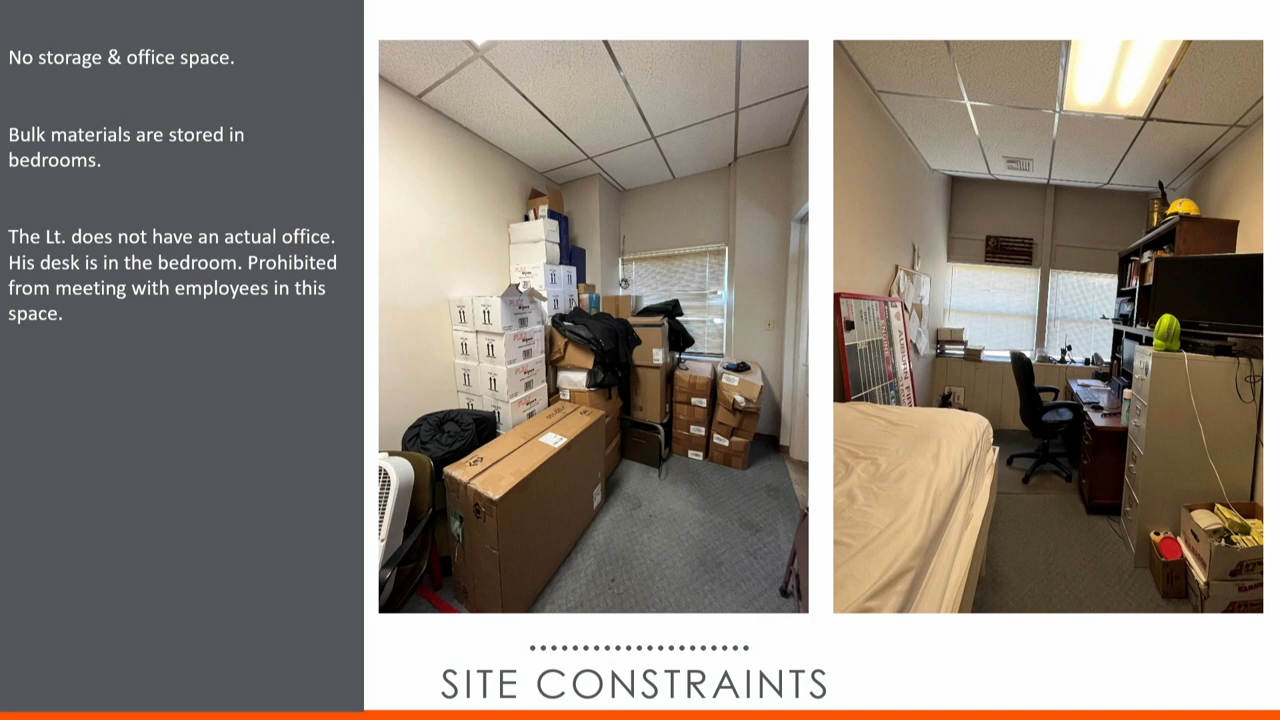 No storage & office space.
Bulk materials are stored in
bedrooms.
The Lt. does not have an actual office.
His desk is in the bedroom. Prohibited
from meeting with employees in this
space.
SITE CONSTRAINTS